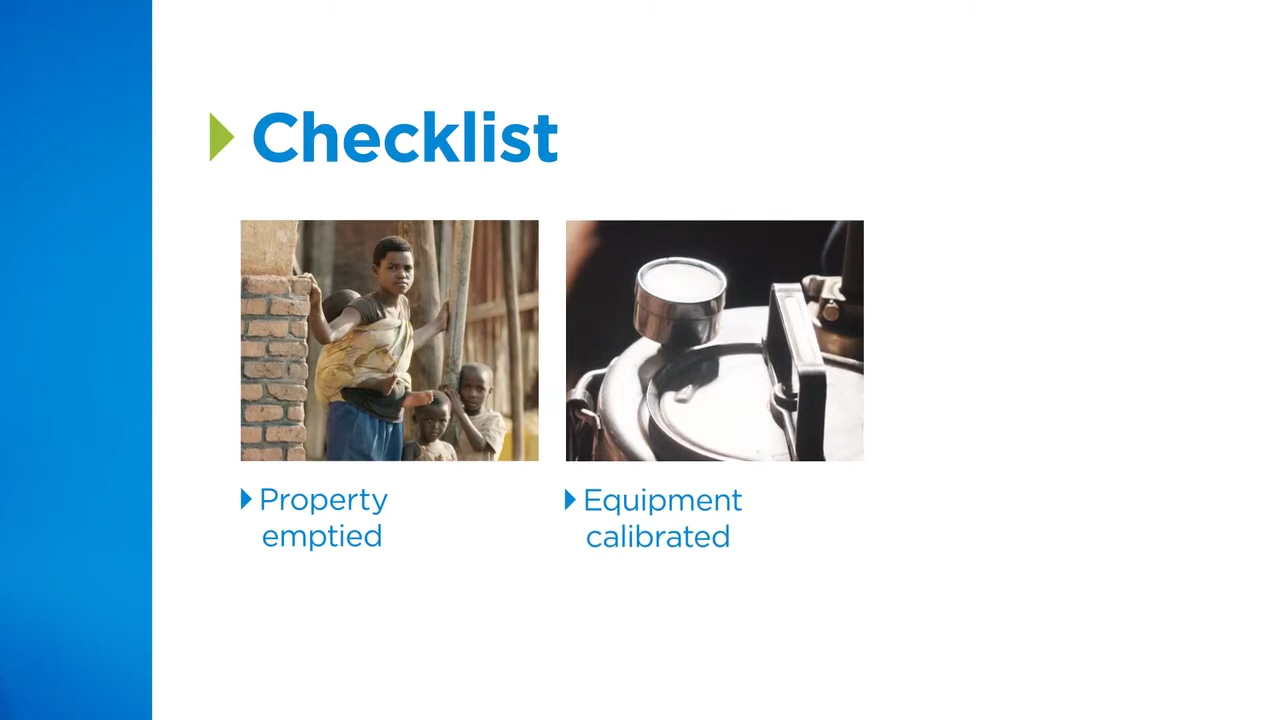 Checklist
Property
emptied
Equipment
calibrated